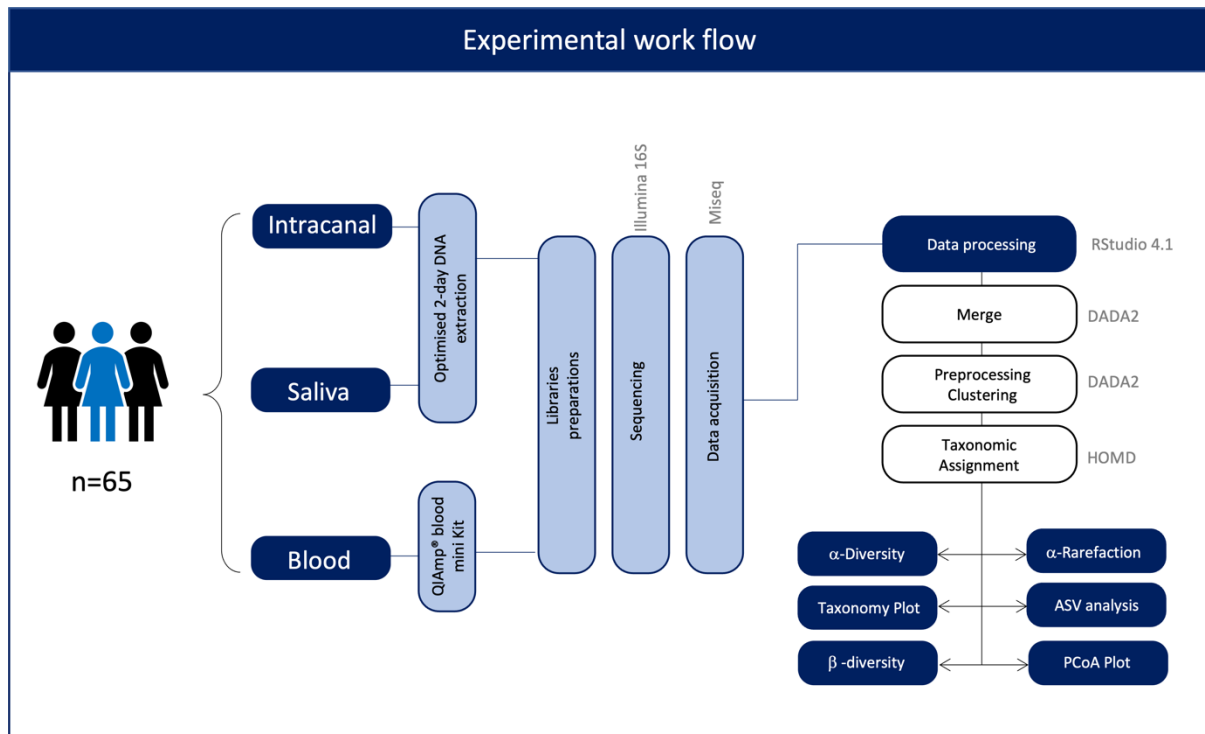 Experimental work flow
Intracanal
Saliva
Blood
n=65
Optimised 2-day DNA
extraction
QIAmp® blood
mini Kit
Libraries
preparations
Illumina 16S
Sequencing
Miseq
Data acquisition
Data processing
RStudio 4.1
Merge
DADA2
Preprocessing
Clustering
DADA2
Taxonomic
Assignment
HOMD
α-Diversity
α-Rarefaction
Taxonomy Plot
ASV analysis
β -diversity
PCoA Plot